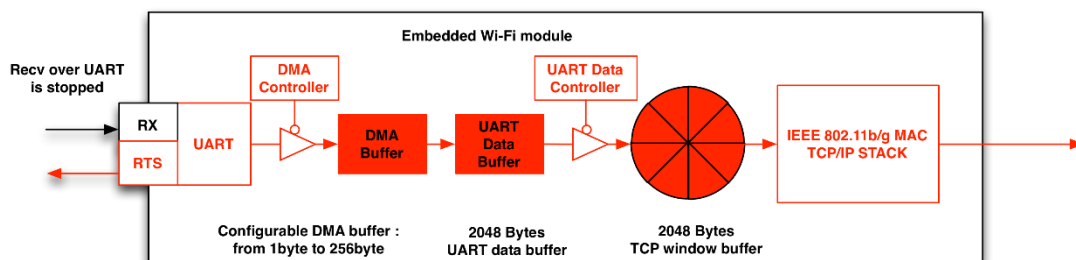 Embedded Wi-Fi module
Recv over UART
is stopped
DMA
Controller
UART Data
Controller
RX
RTS
UART
DMA
Buffer
UART
Data
Buffer
IEEE 802.11b/g MAC
TCP/IP STACK
Configurable DMA buffer :
from 1byte to 256byte
2048 Bytes
UART data buffer
2048 Bytes
TCP window buffer